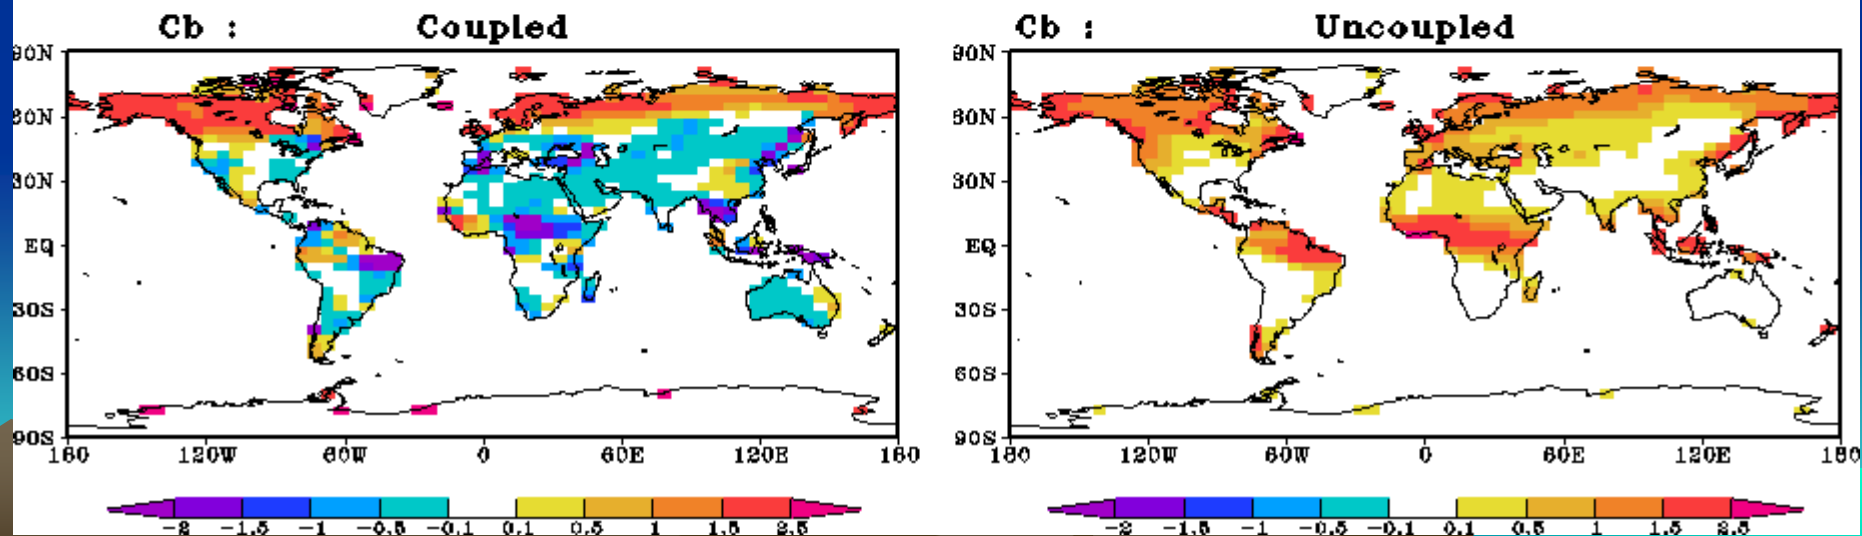 Cb : Coupled
90N
60N
30N
EQ
30S
60S
90S
180 120W 60W 0 60E 120E 180
-2 -1.5 -1 -0.5 -0.1 0.1 0.5 1 1.5 2.5
Cb : Uncoupled
90N
60N
30N
EQ
30S
60S
90S
180 120W 60W 0 60E 120E 180
-2 -1.5 -1 -0.5 -0.1 0.1 0.5 1 1.5 2.5